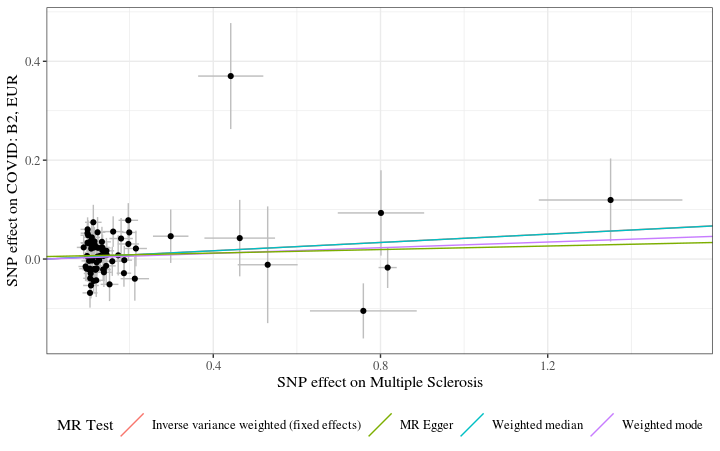 SNP effect on COVID: B2, EUR
0.4
0.2
0.0
0.4 0.8 1.2
SNP effect on Multiple Sclerosis
MR Test Inverse variance weighted (fixed effects) MR Egger Weighted median Weighted mode